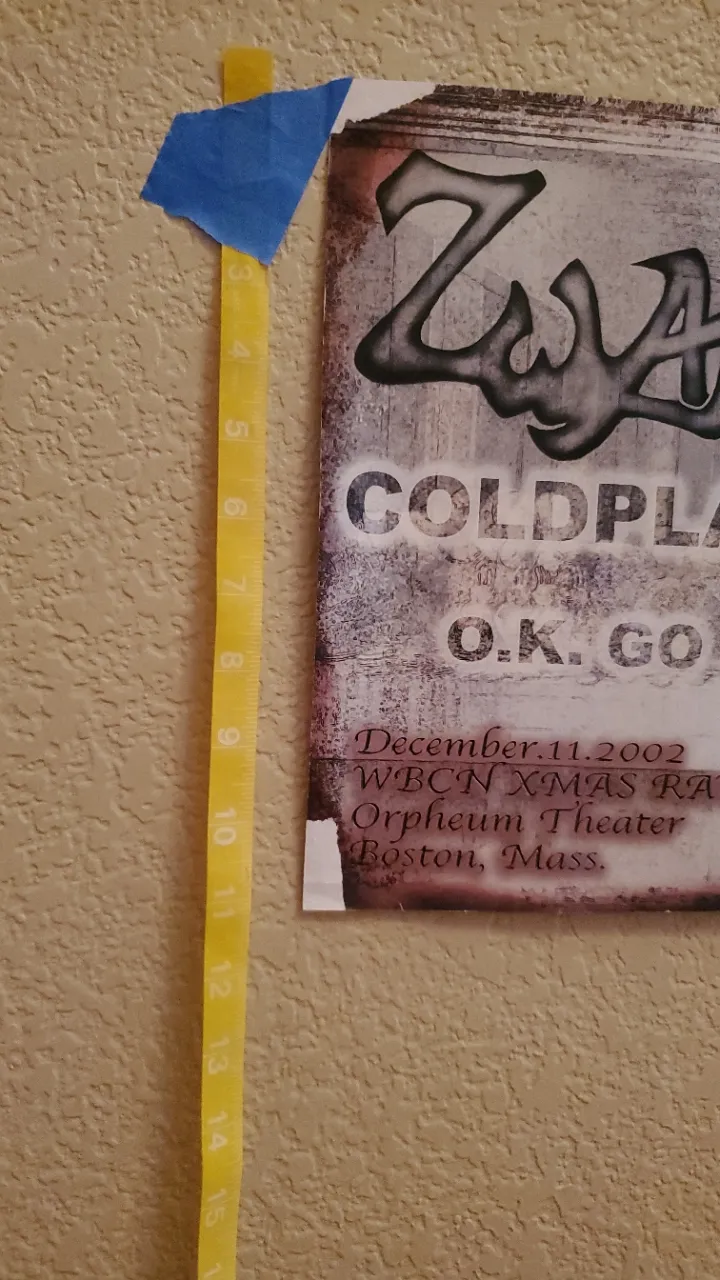 ZWA
COLDPLA
O.K. GO
December.11.2002
WBCN XMAS RA
Orpheum Theater
Boston, Mass.
3
4
5
6
7
8
9
10
11
12
13
14
15